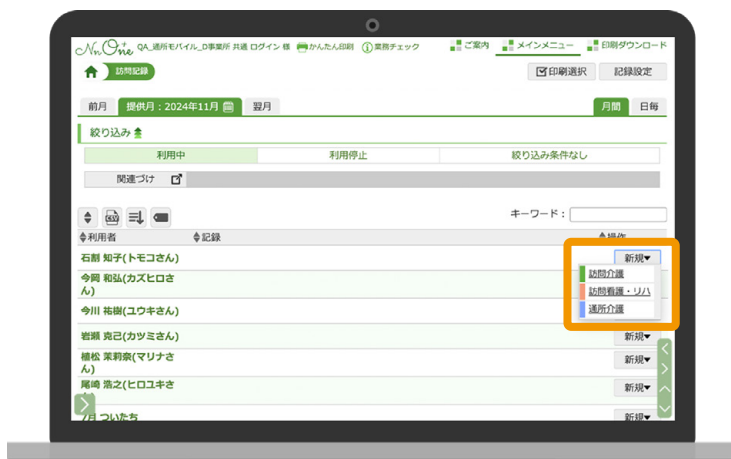 Nn One QA_通所モバイル_D事業所 共通 ログイン 様 かんたん印刷 業務チェック ご案内 メインメニュー 印刷ダウンロード
訪問記録 印刷選択 記録設定
前月 提供月：2024年11月 翌月 月間 日毎
絞り込み
利用中 利用停止 絞り込み条件なし
関連づけ
CSV キーワード：
利用者 記録 操作
石割 知子(トモコさん) 新規▼
訪問介護
訪問看護・リハ
通所介護
今岡 和弘(カズヒロさ
ん)
今川 祐樹(ユウキさん)
岩瀬 克己(カツミさん) 新規▼
植松 茉莉奈(マリナさ
ん) 新規▼
尾崎 浩之(ヒロユキさ
新規▼
7月 ついたち 新規▼